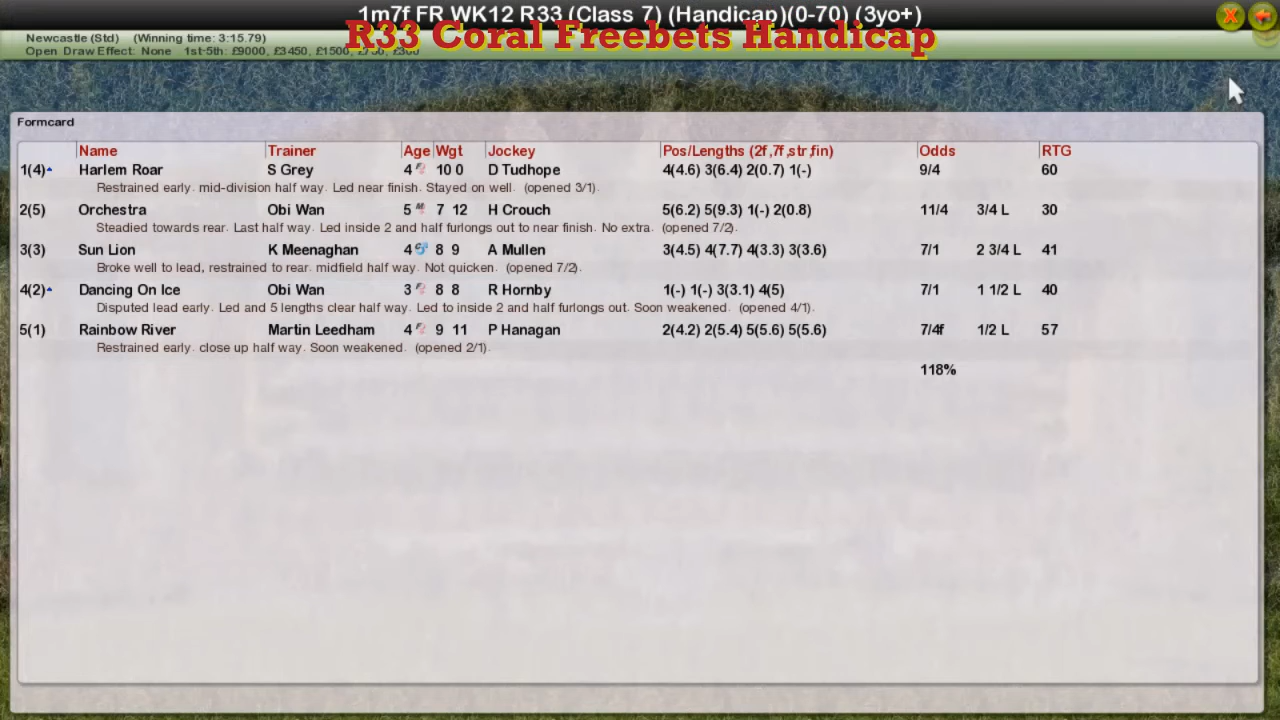 1m7f FR WK12 R33 (Class 7) (Handicap)(0-70) (3yo+)
R33 Coral Freebets Handicap
Newcastle (Std) (Winning time: 3:15.79)
Open Draw Effect: None 1st-5th: £9000, £3450, £1500, £750, £300
Formcard
Name Trainer Age Wgt Jockey Pos/Lengths (2f,7f,str,fin) Odds RTG
1(4) Harlem Roar S Grey 4 10 0 D Tudhope 4(4.6) 3(6.4) 2(0.7) 1(-) 9/4 60
Restrained early. mid-division half way. Led near finish. Stayed on well. (opened 3/1).
2(5) Orchestra Obi Wan 5 7 12 H Crouch 5(6.2) 5(9.3) 1(-) 2(0.8) 11/4 3/4 L 30
Steadied towards rear. Last half way. Led inside 2 and half furlongs out to near finish. No extra. (opened 7/2).
3(3) Sun Lion K Meenaghan 4 8 9 A Mullen 3(4.5) 4(7.7) 4(3.3) 3(3.6) 7/1 2 3/4 L 41
Broke well to lead, restrained to rear. midfield half way. Not quicken. (opened 7/2).
4(2) Dancing On Ice Obi Wan 3 8 8 R Hornby 1(-) 1(-) 3(3.1) 4(5) 7/1 1 1/2 L 40
Disputed lead early. Led and 5 lengths clear half way. Led to inside 2 and half furlongs out. Soon weakened. (opened 4/1).
5(1) Rainbow River Martin Leedham 4 9 11 P Hanagan 2(4.2) 2(5.4) 5(5.6) 5(5.6) 7/4f 1/2 L 57
Restrained early. close up half way. Soon weakened. (opened 2/1).
118%